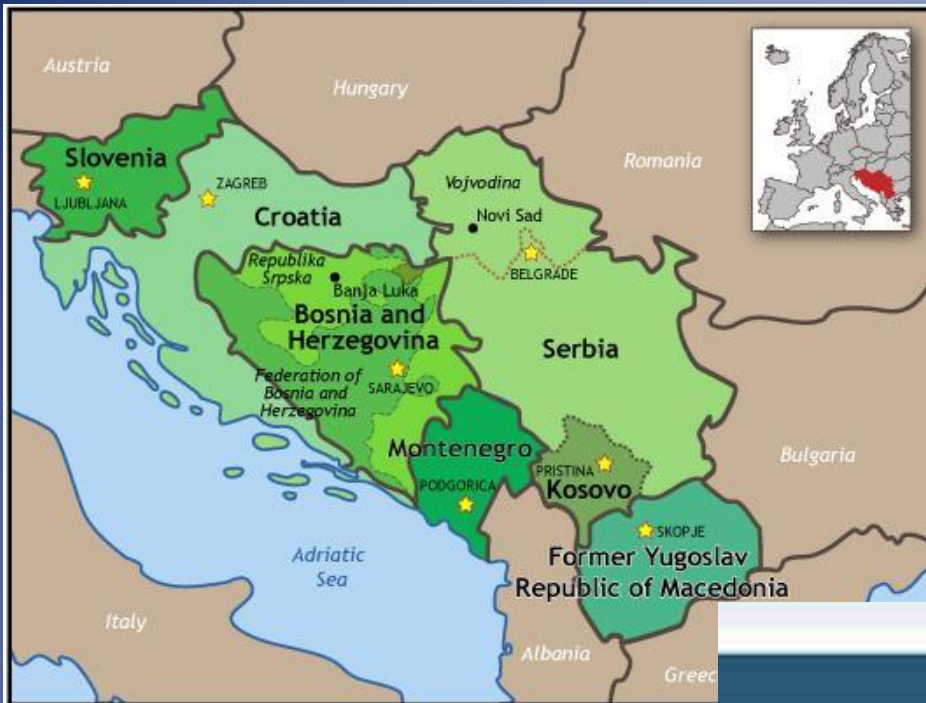 Austria
Hungary
Romania
Slovenia
LJUBLJANA
ZAGREB
Croatia
Vojvodina
Novi Sad
BELGRADE
Republika
Srpska
Banja Luka
Bosnia and
Herzegovina
Serbia
Federation of
Bosnia and
Herzegovina
SARAJEVO
Montenegro
PODGORICA
PRISTINA
Kosovo
Bulgaria
SKOPJE
Former Yugoslav
Republic of Macedonia
Adriatic
Sea
Italy
Albania
Greec